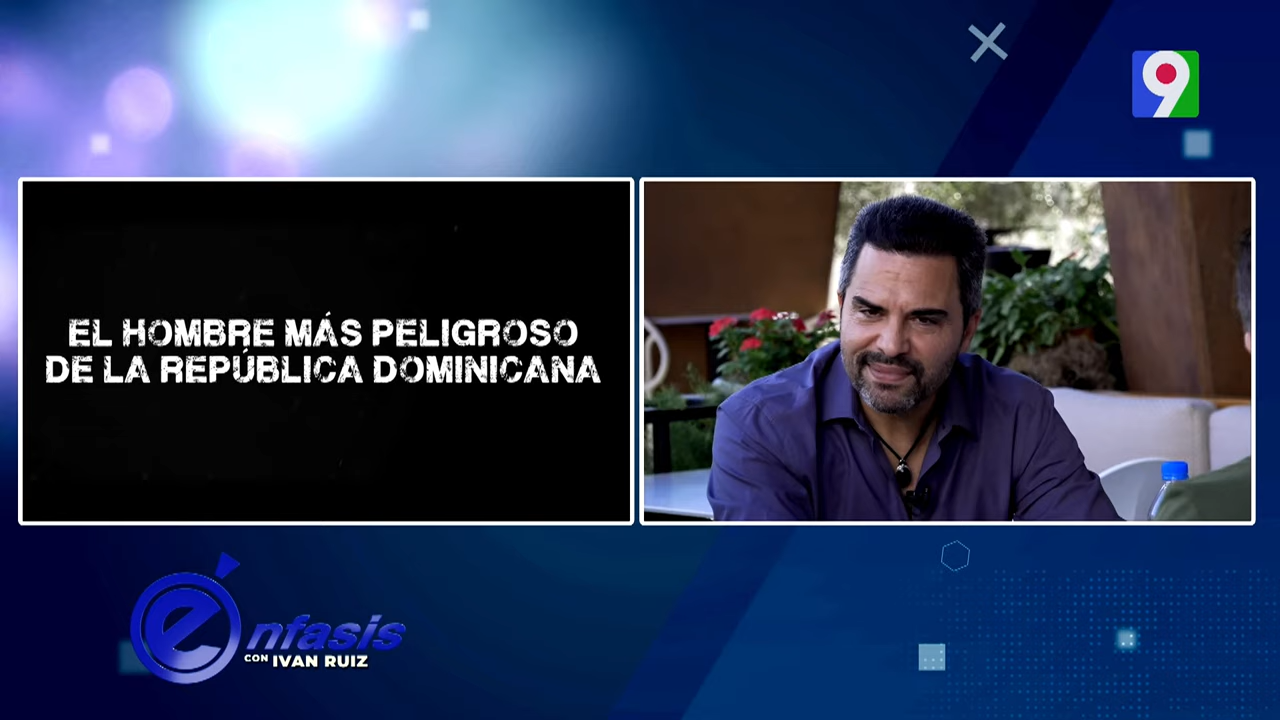 9
EL HOMBRE MÁS PELIGROSO
DE LA REPÚBLICA DOMINICANA
énfasis
CON IVAN RUIZ